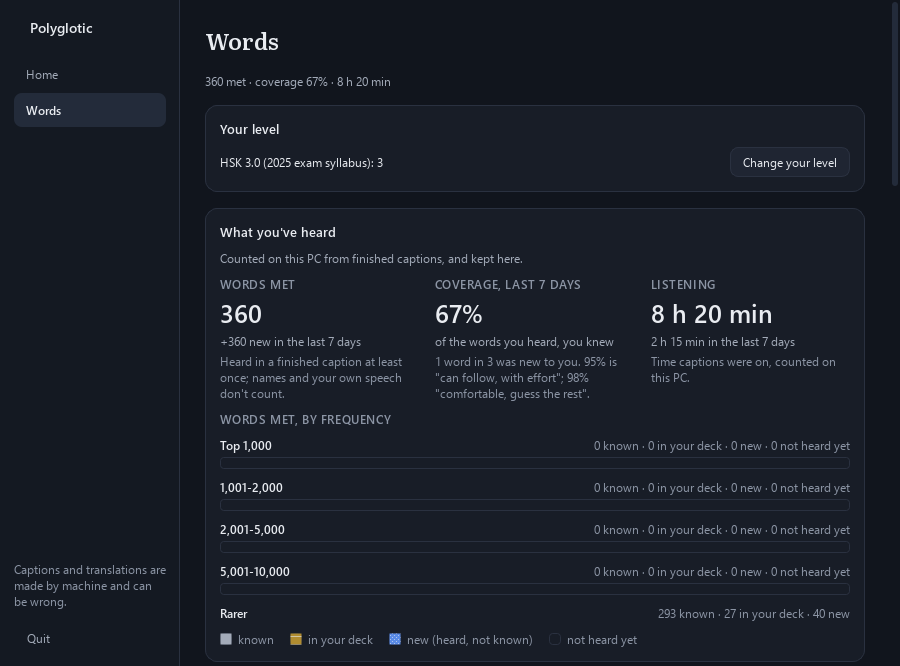 Polyglotic
Home
Words
Captions and translations are
made by machine and can
be wrong.
Quit
Words
360 met · coverage 67% · 8 h 20 min
Your level
HSK 3.0 (2025 exam syllabus): 3
Change your level
What you've heard
Counted on this PC from finished captions, and kept here.
WORDS MET
360
+360 new in the last 7 days
Heard in a finished caption at least
once; names and your own speech
don't count.
COVERAGE, LAST 7 DAYS
67%
of the words you heard, you knew
1 word in 3 was new to you. 95% is
"can follow, with effort"; 98%
"comfortable, guess the rest".
LISTENING
8 h 20 min
2 h 15 min in the last 7 days
Time captions were on, counted on
this PC.
WORDS MET, BY FREQUENCY
Top 1,000 0 known · 0 in your deck · 0 new · 0 not heard yet
1,001-2,000 0 known · 0 in your deck · 0 new · 0 not heard yet
2,001-5,000 0 known · 0 in your deck · 0 new · 0 not heard yet
5,001-10,000 0 known · 0 in your deck · 0 new · 0 not heard yet
Rarer 293 known · 27 in your deck · 40 new
known in your deck new (heard, not known) not heard yet